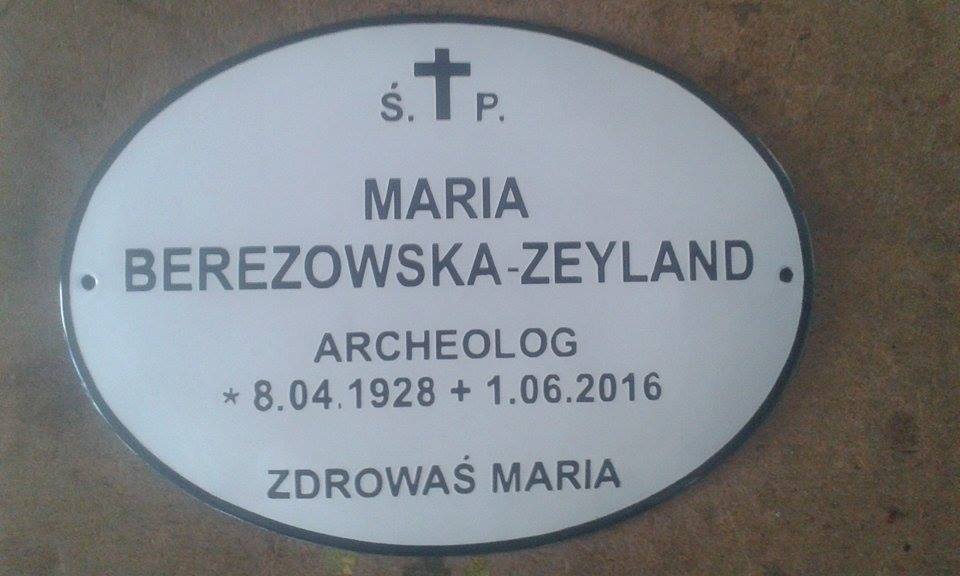 Ś. P.
MARIA
BEREZOWSKA-ZEYLAND
ARCHEOLOG
* 8.04.1928 + 1.06.2016
ZDROWAŚ MARIA